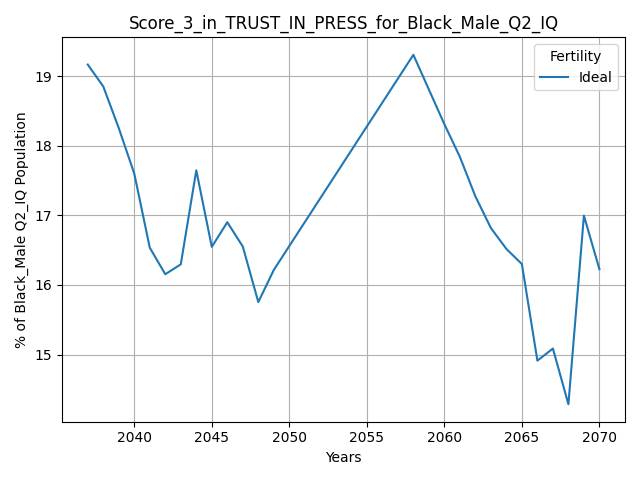 Score_3_in_TRUST_IN_PRESS_for_Black_Male_Q2_IQ
Fertility
Ideal
% of Black_Male Q2_IQ Population
19
18
17
16
15
2040 2045 2050 2055 2060 2065 2070
Years